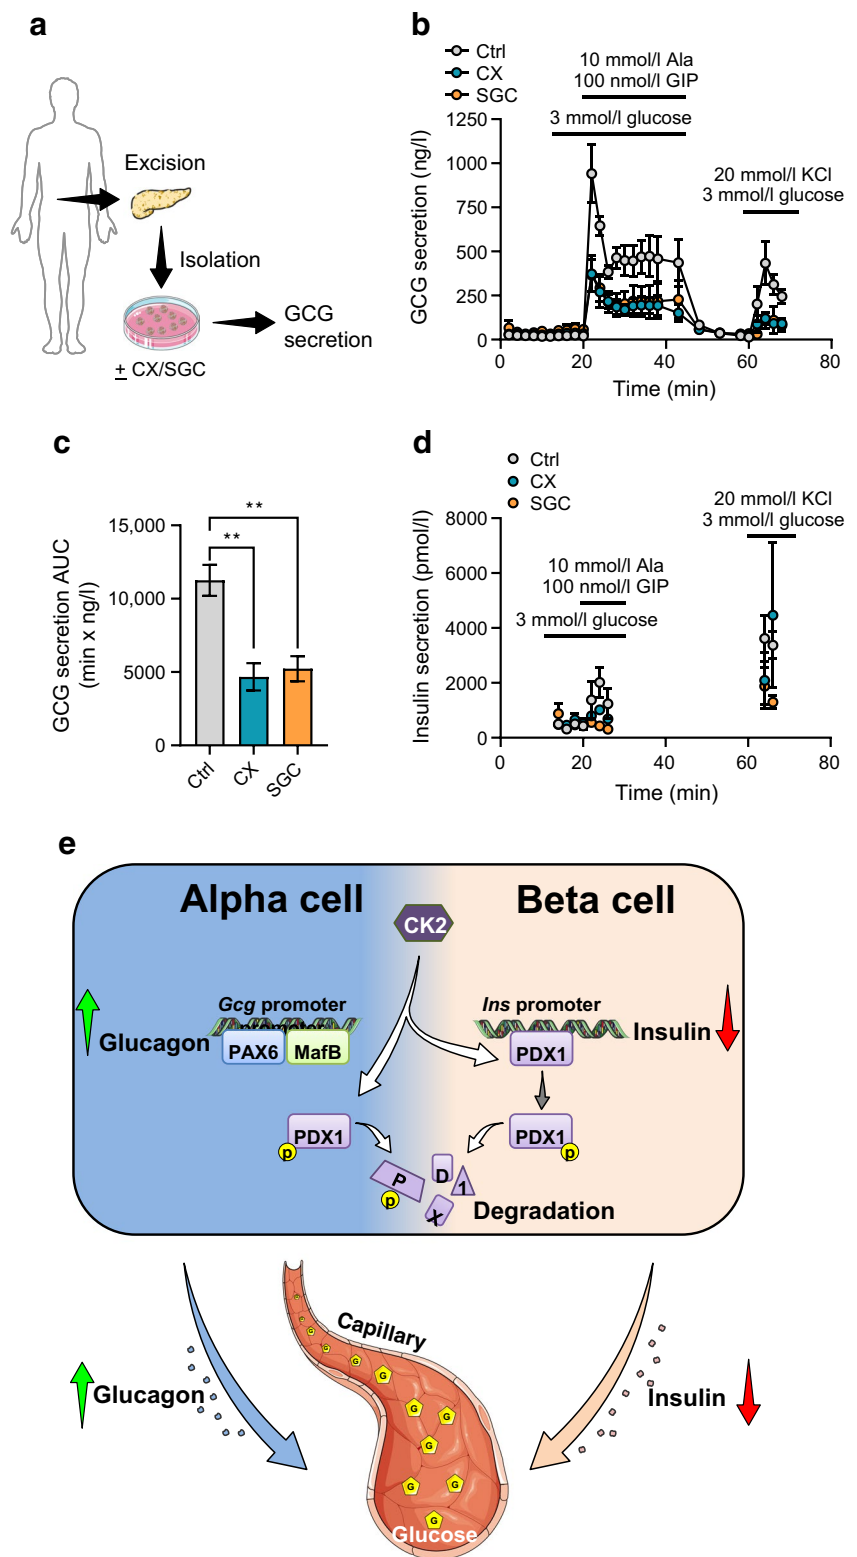 a
Excision
Isolation
GCG
secretion
± CX/SGC
b
Ctrl
CX
SGC
10 mmol/l Ala
100 nmol/l GIP
3 mmol/l glucose
20 mmol/l KCl
3 mmol/l glucose
GCG secretion (ng/l)
1250
1000
750
500
250
0
0 20 40 60 80
Time (min)
c
GCG secretion AUC
(min x ng/l)
15,000
10,000
5000
0
**
**
Ctrl
CX
SGC
d
Ctrl
CX
SGC
20 mmol/l KCl
3 mmol/l glucose
10 mmol/l Ala
100 nmol/l GIP
3 mmol/l glucose
Insulin secretion (pmol/l)
8000
6000
4000
2000
0
0 20 40 60 80
Time (min)
e
Alpha cell
Beta cell
CK2
Gcg promoter
promoter
Ins promoter
Glucagon
PAX6
MafB
PDX1
Insulin
PDX1
p
PDX1
p
P
p
D
1
X
Degradation
Capillary
Glucagon
Insulin
G
G
G
G
G
G
G
G
G
G
G
G
Glucose